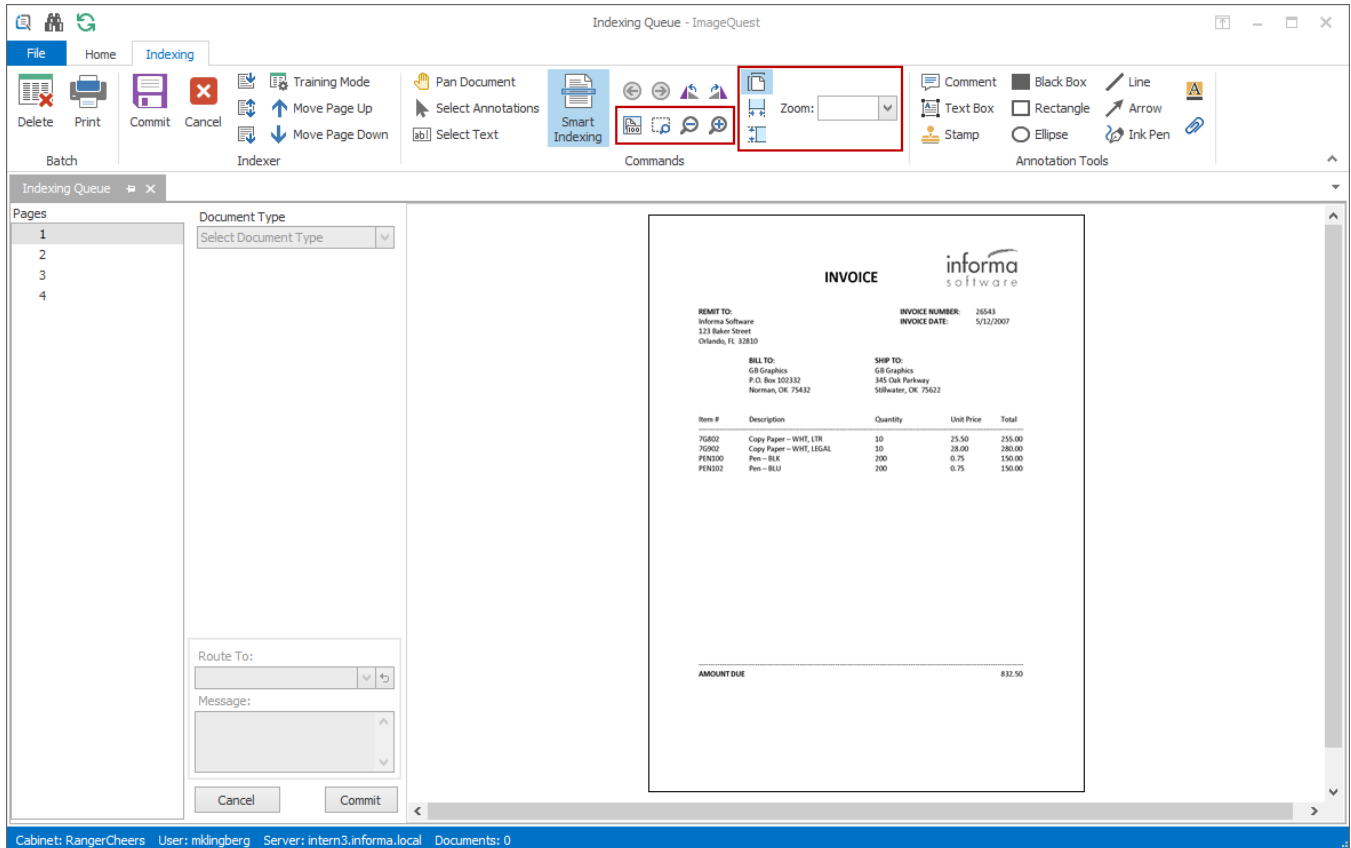 Indexing Queue - ImageQuest
File Home Indexing
Delete
Print
Batch
Commit
Cancel
Training Mode
Move Page Up
Move Page Down
Indexer
Pan Document
Select Annotations
Select Text
Smart Indexing
100
Zoom:
Commands
Comment
Text Box
Stamp
Black Box
Rectangle
Ellipse
Line
Arrow
Ink Pen
Annotation Tools
Indexing Queue
Pages
1
2
3
4
Document Type
Select Document Type
Route To:
Message:
Cancel Commit
INVOICE
informa
software
REMIT TO:
Informa Software
123 Baker Street
Orlando, FL 32810
INVOICE NUMBER: 26543
INVOICE DATE: 5/12/2007
BILL TO:
GB Graphics
P.O. Box 102332
Norman, OK 75432
SHIP TO:
GB Graphics
345 Oak Parkway
Stillwater, OK 75622
Item # Description Quantity Unit Price Total
7G802 Copy Paper – WHT, LTR 10 25.50 255.00
7G902 Copy Paper – WHT, LEGAL 10 28.00 280.00
PEN100 Pen – BLK 200 0.75 150.00
PEN102 Pen – BLU 200 0.75 150.00
AMOUNT DUE 832.50
Cabinet: RangerCheers User: mklingberg Server: intern3.informa.local Documents: 0